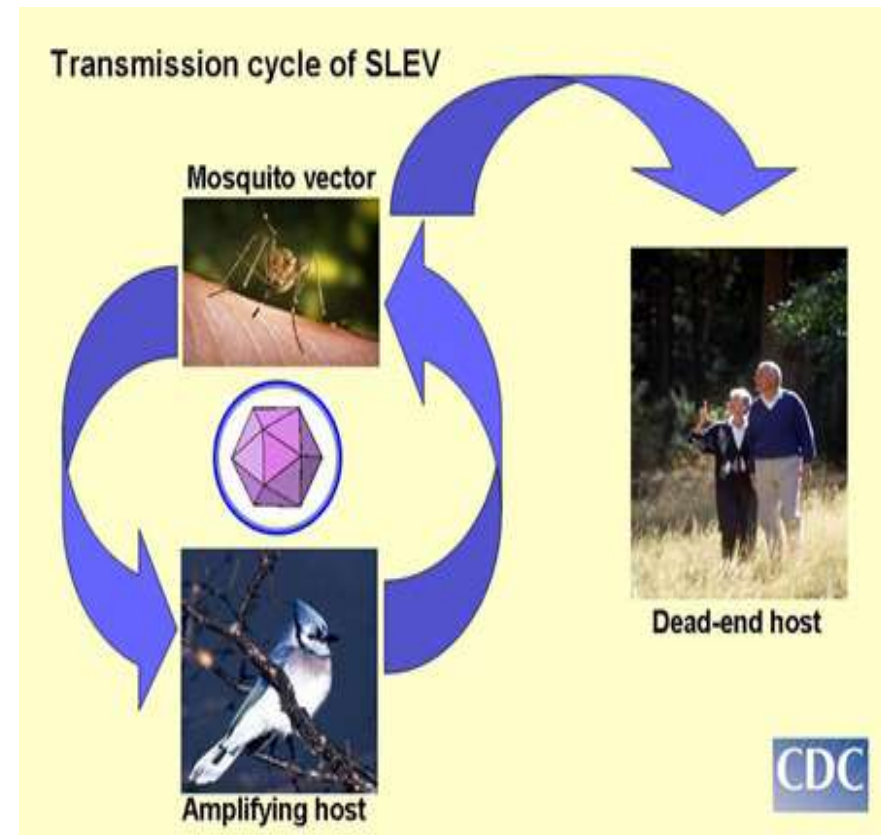 Transmission cycle of SLEV
Mosquito vector
Dead-end host
Amplifying host
CDC